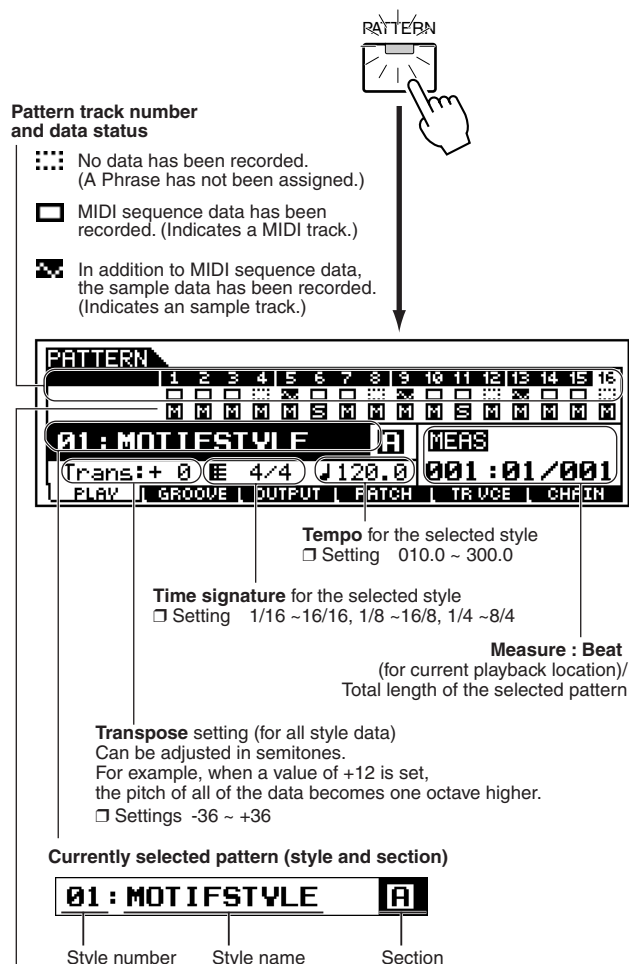 PATTERN
Pattern track number
and data status
No data has been recorded.
(A Phrase has not been assigned.)
MIDI sequence data has been
recorded. (Indicates a MIDI track.)
In addition to MIDI sequence data,
the sample data has been recorded.
(Indicates an sample track.)
PATTERN
1 2 3 4 5 6 7 8 9 10 11 12 13 14 15 16
M M M M M S M M M M S M M M M M
01:MOTIFSTYLE A MEAS
Trans:+ 0 4/4 ♩120.0 001:01/001
PLAY GROOVE OUTPUT PATCH TR VCE CHAIN
Tempo for the selected style
❒ Setting 010.0 ~ 300.0
Time signature for the selected style
❒ Setting 1/16 ~16/16, 1/8 ~16/8, 1/4 ~8/4
Measure : Beat
(for current playback location)/
Total length of the selected pattern
Transpose setting (for all style data)
Can be adjusted in semitones.
For example, when a value of +12 is set,
the pitch of all of the data becomes one octave higher.
❒ Settings -36 ~ +36
Currently selected pattern (style and section)
01:MOTIFSTYLE A
Style number Style name Section